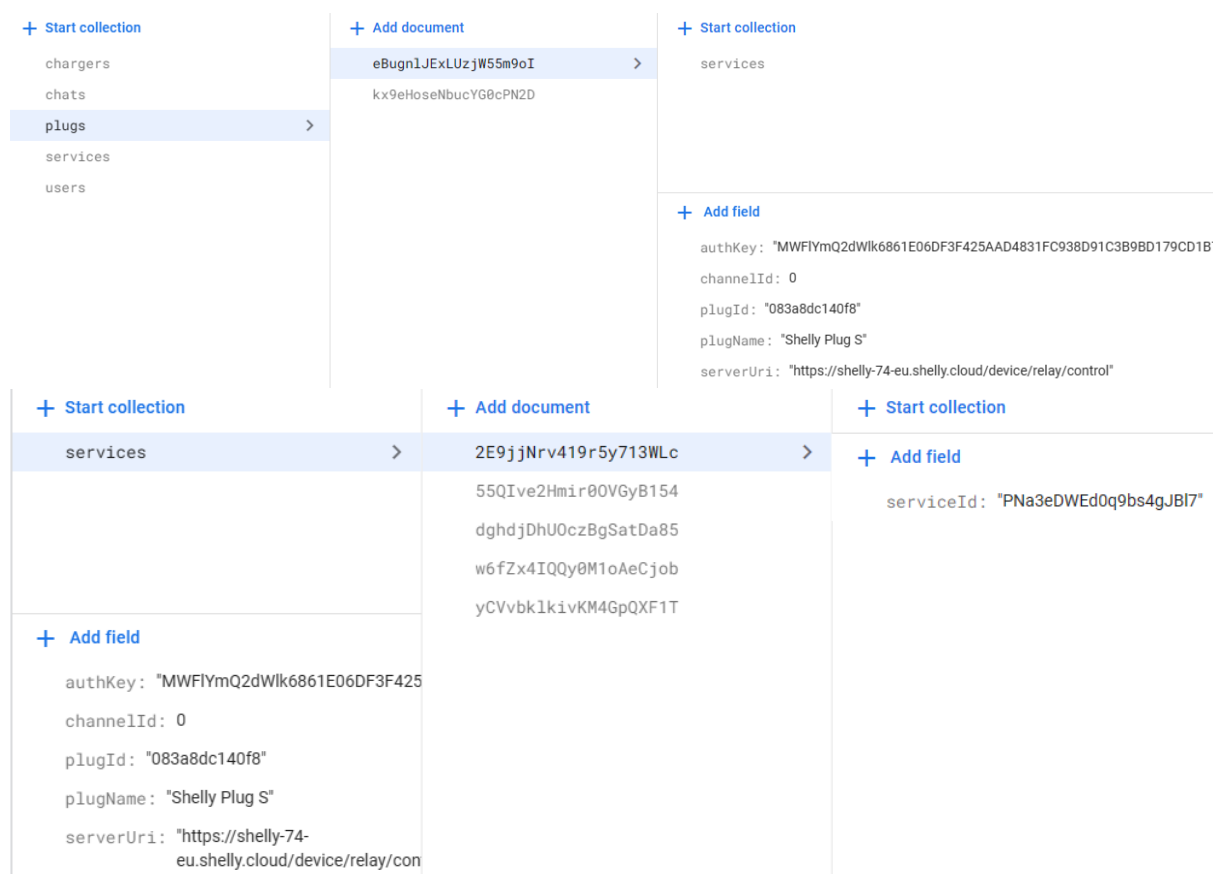 Start collection
chargers
chats
plugs
services
users
Add document
eBugnlJExLUzjW55m9oI
kx9eHoseNbucYG0cPN2D
Start collection
services
Add field
authKey: "MWFlYmQ2dWlk6861E06DF3F425AAD4831FC938D91C3B9BD179CD1B
channelId: 0
plugId: "083a8dc140f8"
plugName: "Shelly Plug S"
serverUri: "https://shelly-74-eu.shelly.cloud/device/relay/control"
Start collection
services
Add field
authKey: "MWFlYmQ2dWlk6861E06DF3F425
channelId: 0
plugId: "083a8dc140f8"
plugName: "Shelly Plug S"
serverUri: "https://shelly-74-
eu.shelly.cloud/device/relay/con
Add document
2E9jjNrv419r5y713WLc
55QIve2Hmir0OVGyB154
dghdjDhUOczBgSatDa85
w6fZx4IQQy0M1oAeCjob
yCVvbklkivKM4GpQXF1T
Start collection
Add field
serviceId: "PNa3eDWEd0q9bs4gJBl7"